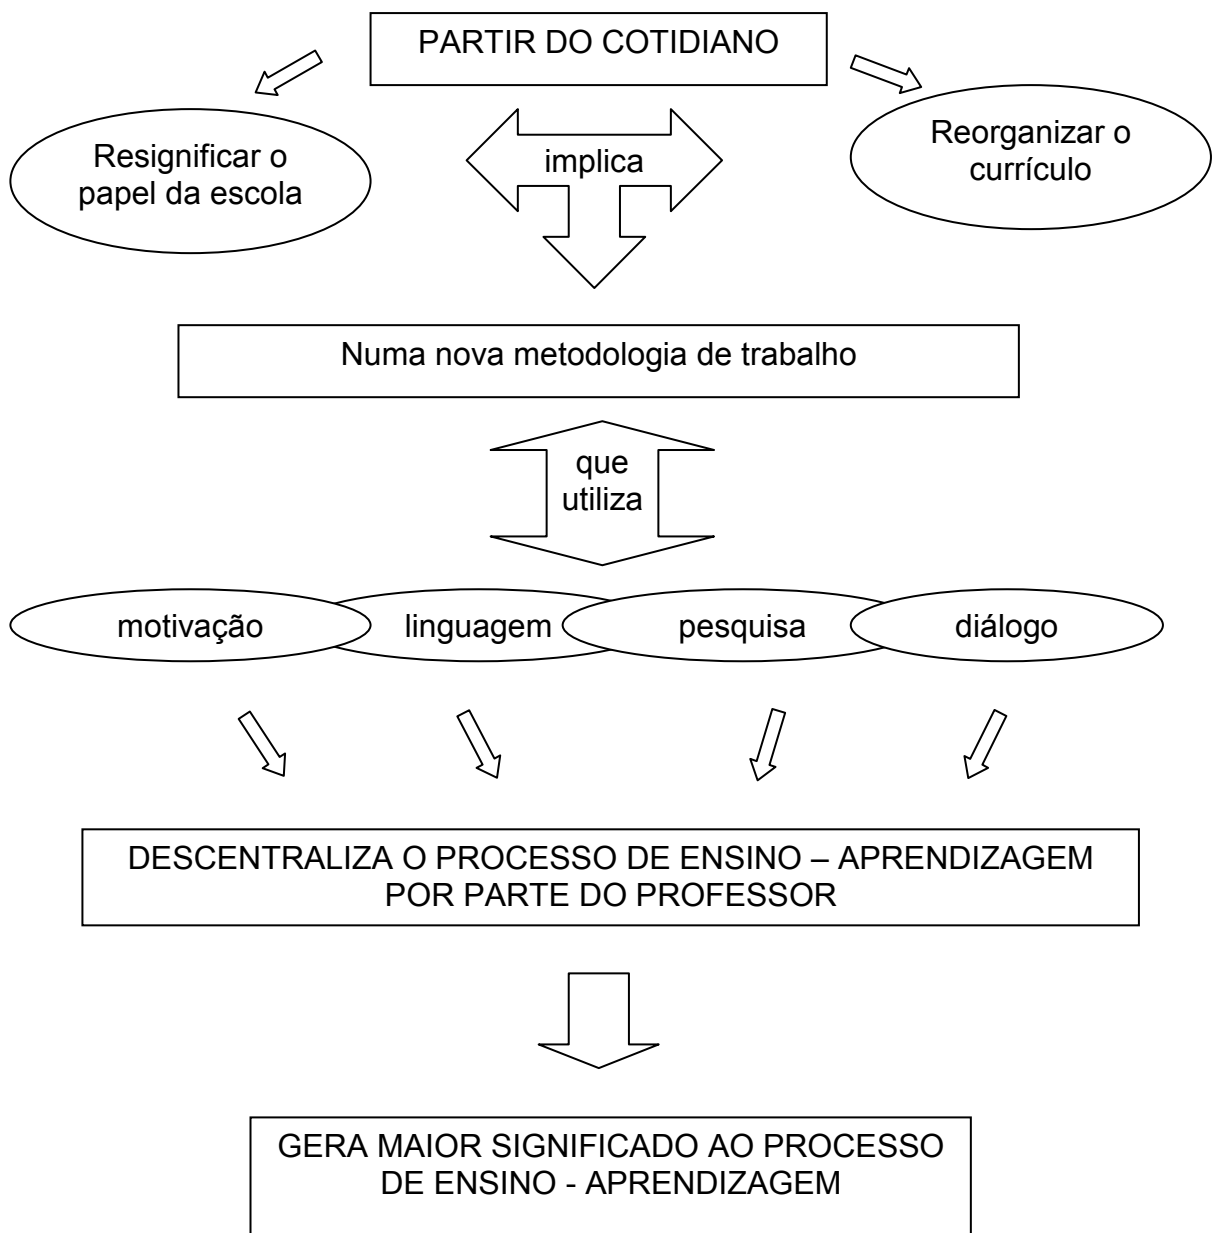 PARTIR DO COTIDIANO
Resignificar o
papel da escola
implica
Reorganizar o
currículo
Numa nova metodologia de trabalho
que
utiliza
motivação
linguagem
pesquisa
diálogo
DESCENTRALIZA O PROCESSO DE ENSINO – APRENDIZAGEM
POR PARTE DO PROFESSOR
GERA MAIOR SIGNIFICADO AO PROCESSO
DE ENSINO - APRENDIZAGEM